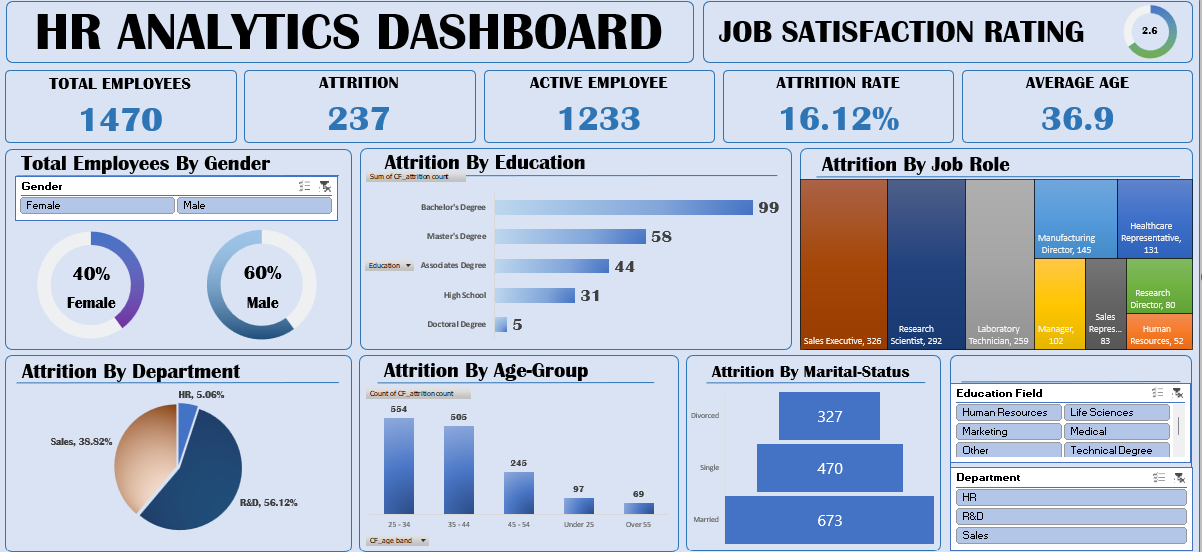 HR ANALYTICS DASHBOARD
JOB SATISFACTION RATING
2.6
TOTAL EMPLOYEES
1470
ATTRITION
237
ACTIVE EMPLOYEE
1233
ATTRITION RATE
16.12%
AVERAGE AGE
36.9
Total Employees By Gender
Gender
Female
Male
40%
Female
60%
Male
Attrition By Education
Sum of CF_attrition count
Bachelor's Degree
99
Master's Degree
58
Education
Associates Degree
44
High School
31
Doctoral Degree
5
Attrition By Job Role
Sales Executive, 326
Research
Scientist, 292
Laboratory
Technician, 259
Manufacturing
Director, 145
Healthcare
Representative,
131
Manager,
102
Sales
Repres...
83
Research
Director, 80
Human
Resources, 52
Attrition By Department
HR, 5.06%
Sales, 38.82%
R&D, 56.12%
Attrition By Age-Group
Count of CF_attrition count
554
505
245
97
69
25 - 34
35 - 44
45 - 54
Under 25
Over 55
CF_age band
Attrition By Marital-Status
Divorced
327
Single
470
Married
673
Education Field
Human Resources
Life Sciences
Marketing
Medical
Other
Technical Degree
Department
HR
R&D
Sales